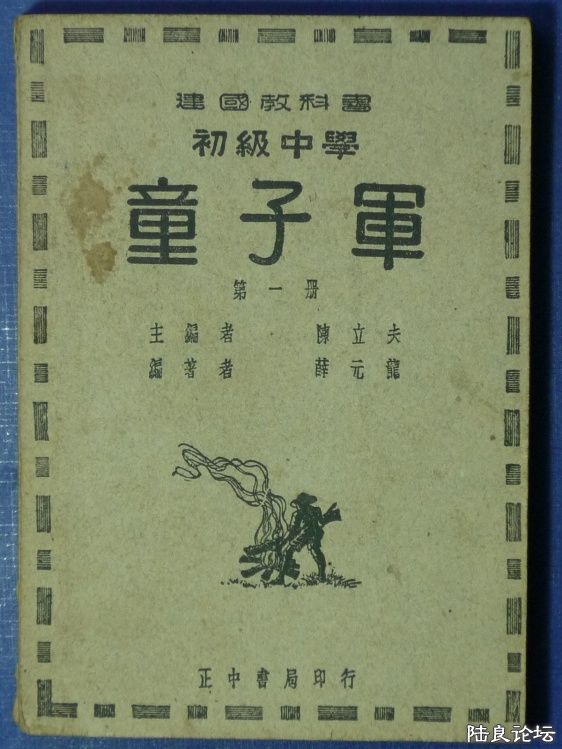 建國教科書
初級中學
童子軍
第一册
主編者 陳立夫
編著者 薛元龍
正中書局印行
陆良论坛